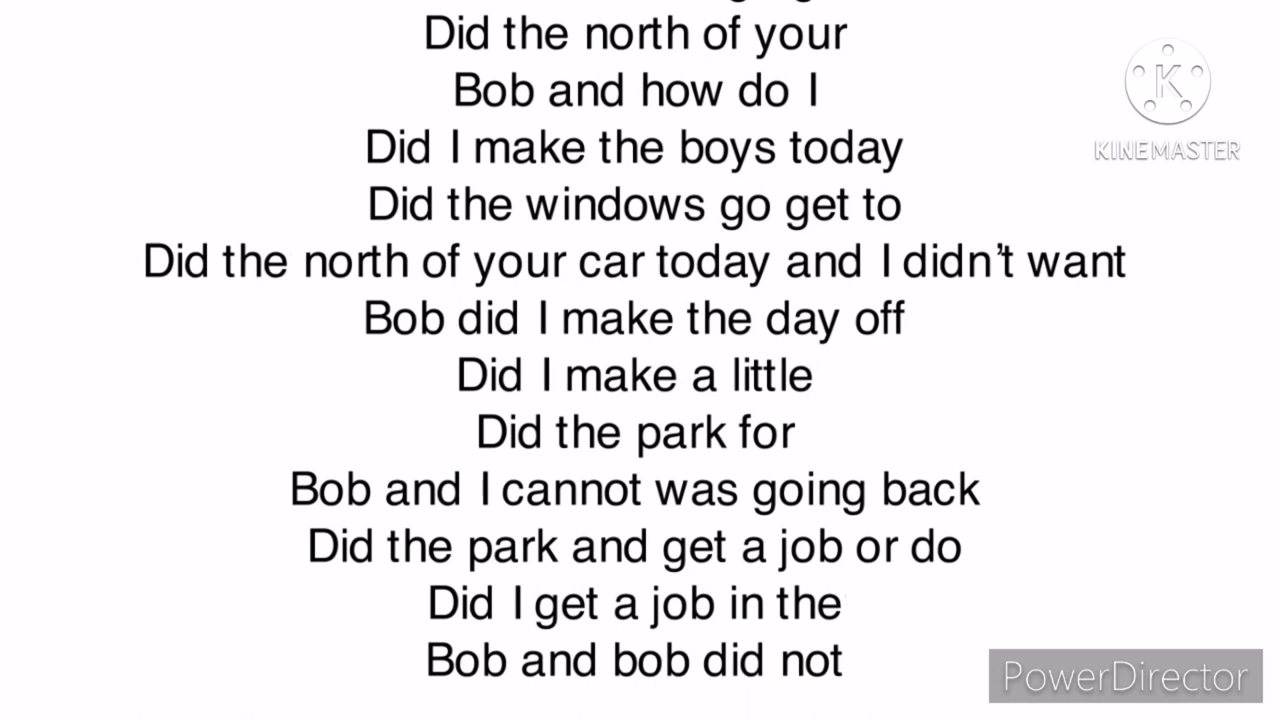 Did the north of your
Bob and how do I
Did I make the boys today
Did the windows go get to
Did the north of your car today and I didn't want
Bob did I make the day off
Did I make a little
Did the park for
Bob and I cannot was going back
Did the park and get a job or do
Did I get a job in the
Bob and bob did not
K
KINEMASTER
PowerDirector